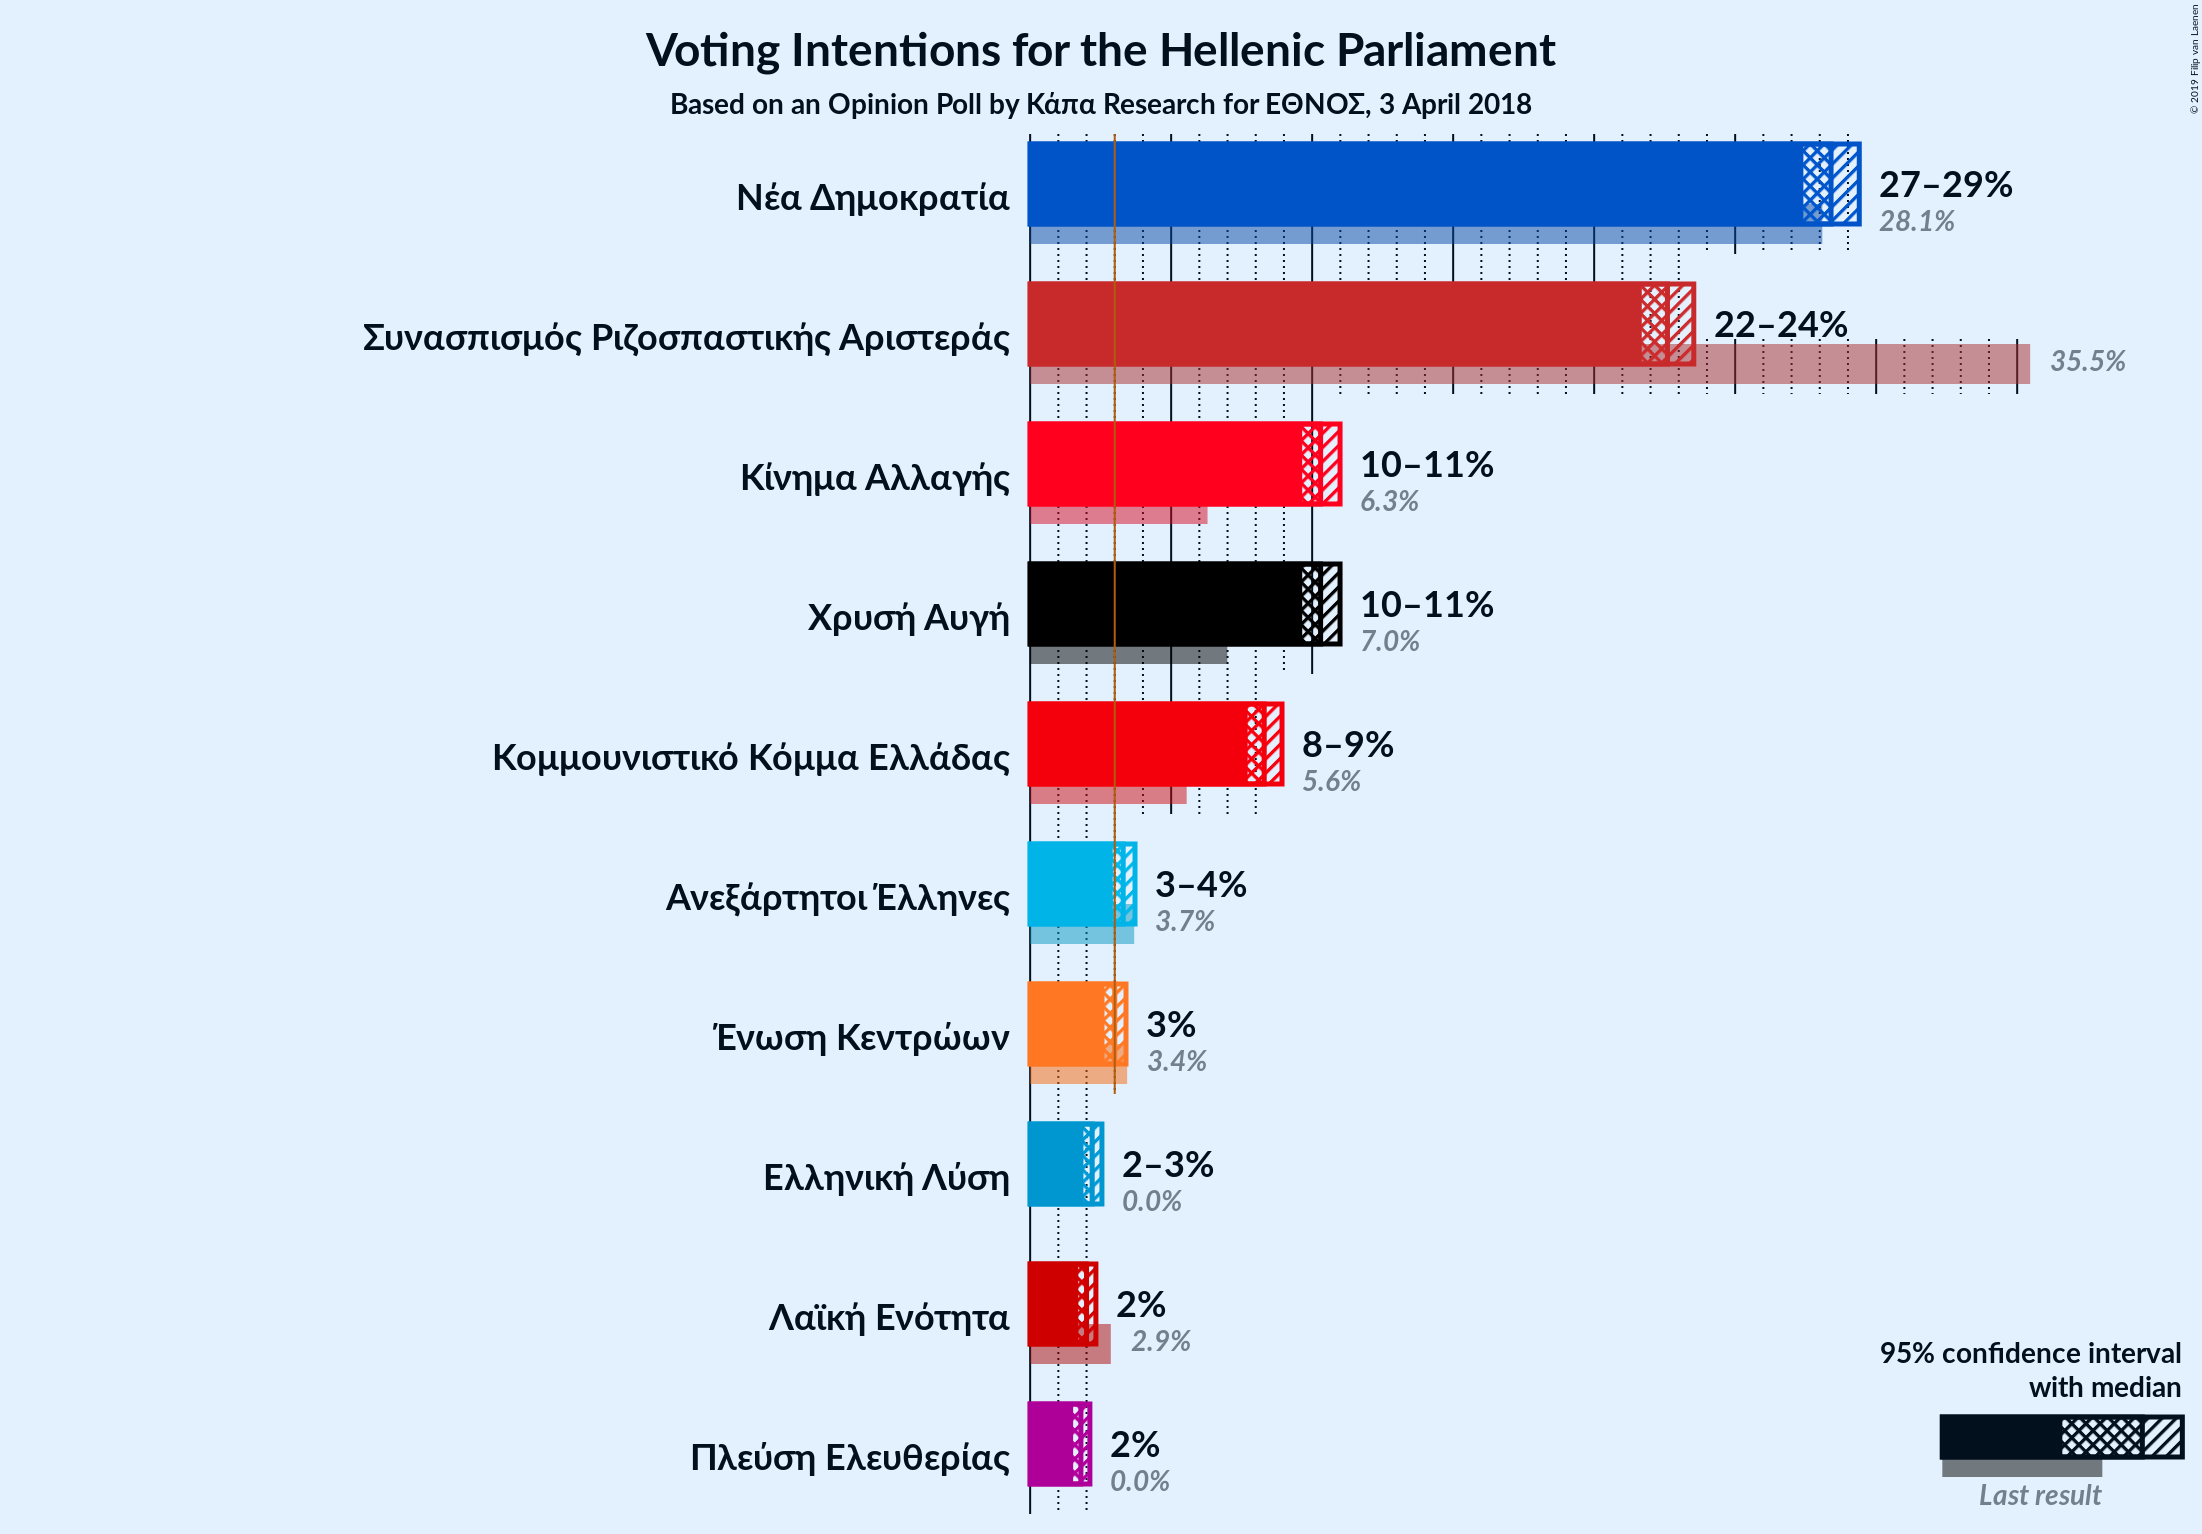 © 2019 Filip van Laenen
Voting Intentions for the Hellenic Parliament
Based on an Opinion Poll by Κάπα Research for ΕΘΝΟΣ, 3 April 2018
Νέα Δημοκρατία
27–29%
28.1%
Συνασπισμός Ριζοσπαστικής Αριστεράς
22–24%
35.5%
Κίνημα Αλλαγής
10–11%
6.3%
Χρυσή Αυγή
10–11%
7.0%
Κομμουνιστικό Κόμμα Ελλάδας
8–9%
5.6%
Ανεξάρτητοι Έλληνες
3–4%
3.7%
Ένωση Κεντρώων
3%
3.4%
Ελληνική Λύση
2–3%
0.0%
Λαϊκή Ενότητα
2%
2.9%
Πλεύση Ελευθερίας
2%
0.0%
95% confidence interval
with median
Last result